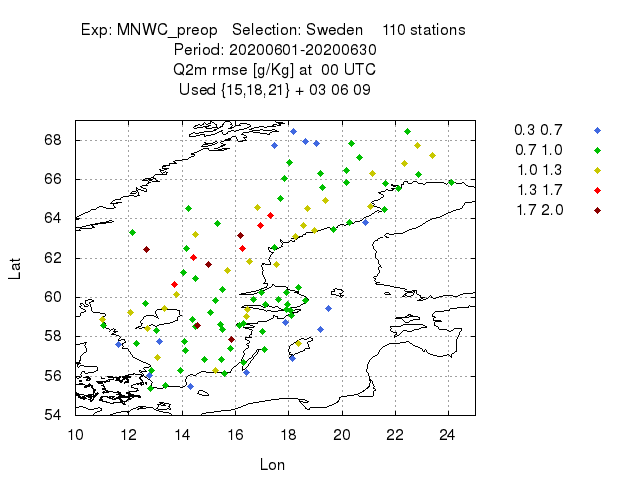 Exp: MNWC_preop   Selection: Sweden    110 stations
Period: 20200601-20200630
Q2m rmse [g/Kg] at  00 UTC
Used {15,18,21} + 03 06 09
0.3 0.7
0.7 1.0
1.0 1.3
1.3 1.7
1.7 2.0
68
66
64
62
60
58
56
54
Lat
10 12 14 16 18 20 22 24
Lon